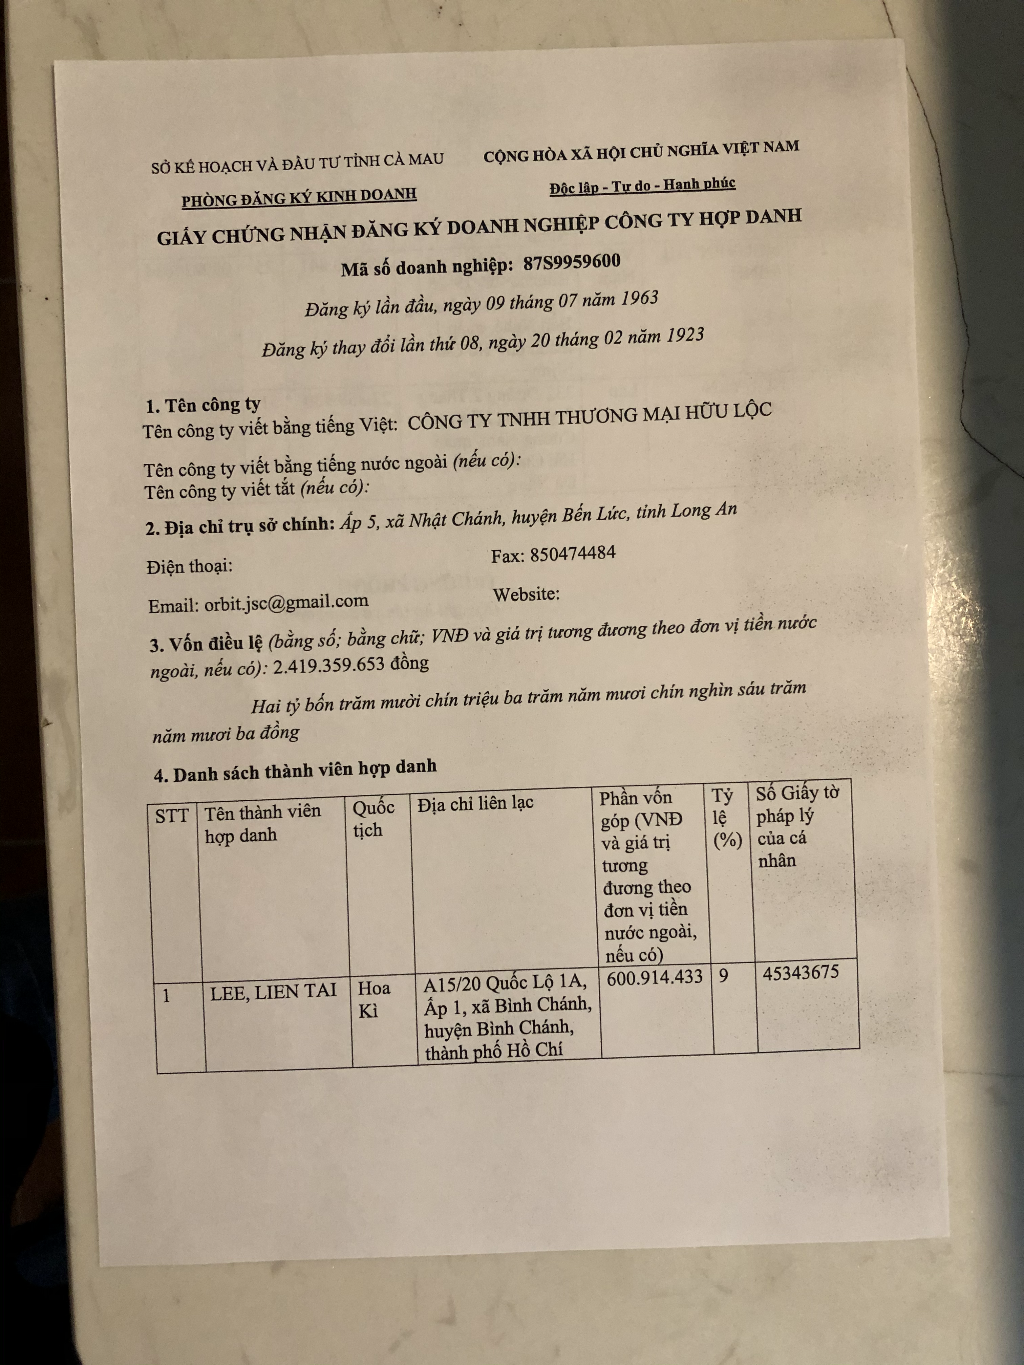 SỞ KẾ HOẠCH VÀ ĐẦU TƯ TỈNH CÀ MAU
CỘNG HÒA XÃ HỘI CHỦ NGHĨA VIỆT NAM
PHÒNG ĐĂNG KÝ KINH DOANH
Độc lập - Tự do - Hạnh phúc
GIẤY CHỨNG NHẬN ĐĂNG KÝ DOANH NGHIỆP CÔNG TY HỢP DANH
Mã số doanh nghiệp: 87S9959600
Đăng ký lần đầu, ngày 09 tháng 07 năm 1963
Đăng ký thay đổi lần thứ 08, ngày 20 tháng 02 năm 1923
1. Tên công ty
Tên công ty viết bằng tiếng Việt: CÔNG TY TNHH THƯƠNG MẠI HỮU LỘC
Tên công ty viết bằng tiếng nước ngoài (nếu có):
Tên công ty viết tắt (nếu có):
2. Địa chỉ trụ sở chính: Ấp 5, xã Nhật Chánh, huyện Bến Lức, tỉnh Long An
Điện thoại:
Fax: 850474484
Email: orbit.jsc@gmail.com
Website:
3. Vốn điều lệ (bằng số; bằng chữ; VNĐ và giá trị tương đương theo đơn vị tiền nước
ngoài, nếu có): 2.419.359.653 đồng
Hai tỷ bốn trăm mười chín triệu ba trăm năm mươi chín nghìn sáu trăm
năm mươi ba đồng
4. Danh sách thành viên hợp danh
STT
Tên thành viên
hợp danh
Quốc
tịch
Địa chỉ liên lạc
Phần vốn
góp (VNĐ
và giá trị
tương
đương theo
đơn vị tiền
nước ngoài,
nếu có)
Tỷ
lệ
(%)
Số Giấy tờ
pháp lý
của cá
nhân
1
LEE, LIEN TAI
Hoa
Kì
A15/20 Quốc Lộ 1A,
Ấp 1, xã Bình Chánh,
huyện Bình Chánh,
thành phố Hồ Chí
600.914.433
9
45343675